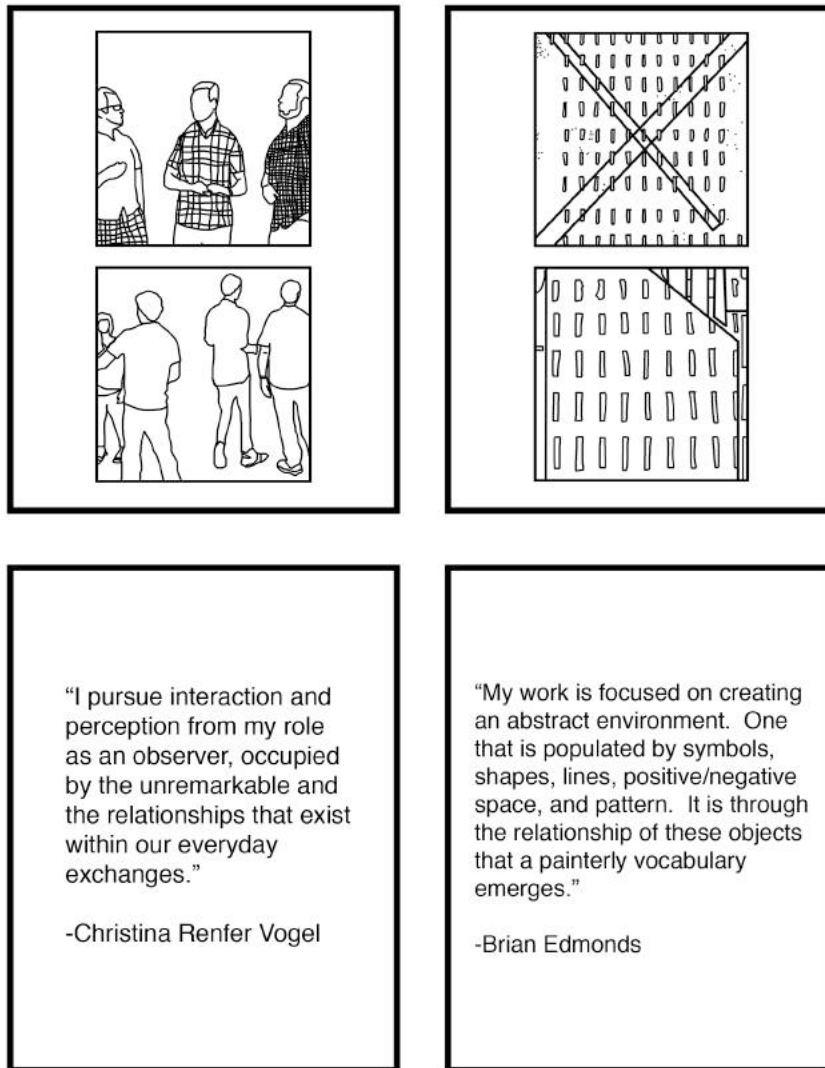 “I pursue interaction and
perception from my role
as an observer, occupied
by the unremarkable and
the relationships that exist
within our everyday
exchanges.”
-Christina Renfer Vogel
“My work is focused on creating
an abstract environment.  One
that is populated by symbols,
shapes, lines, positive/negative
space, and pattern.  It is through
the relationship of these objects
that a painterly vocabulary
emerges.”
-Brian Edmonds